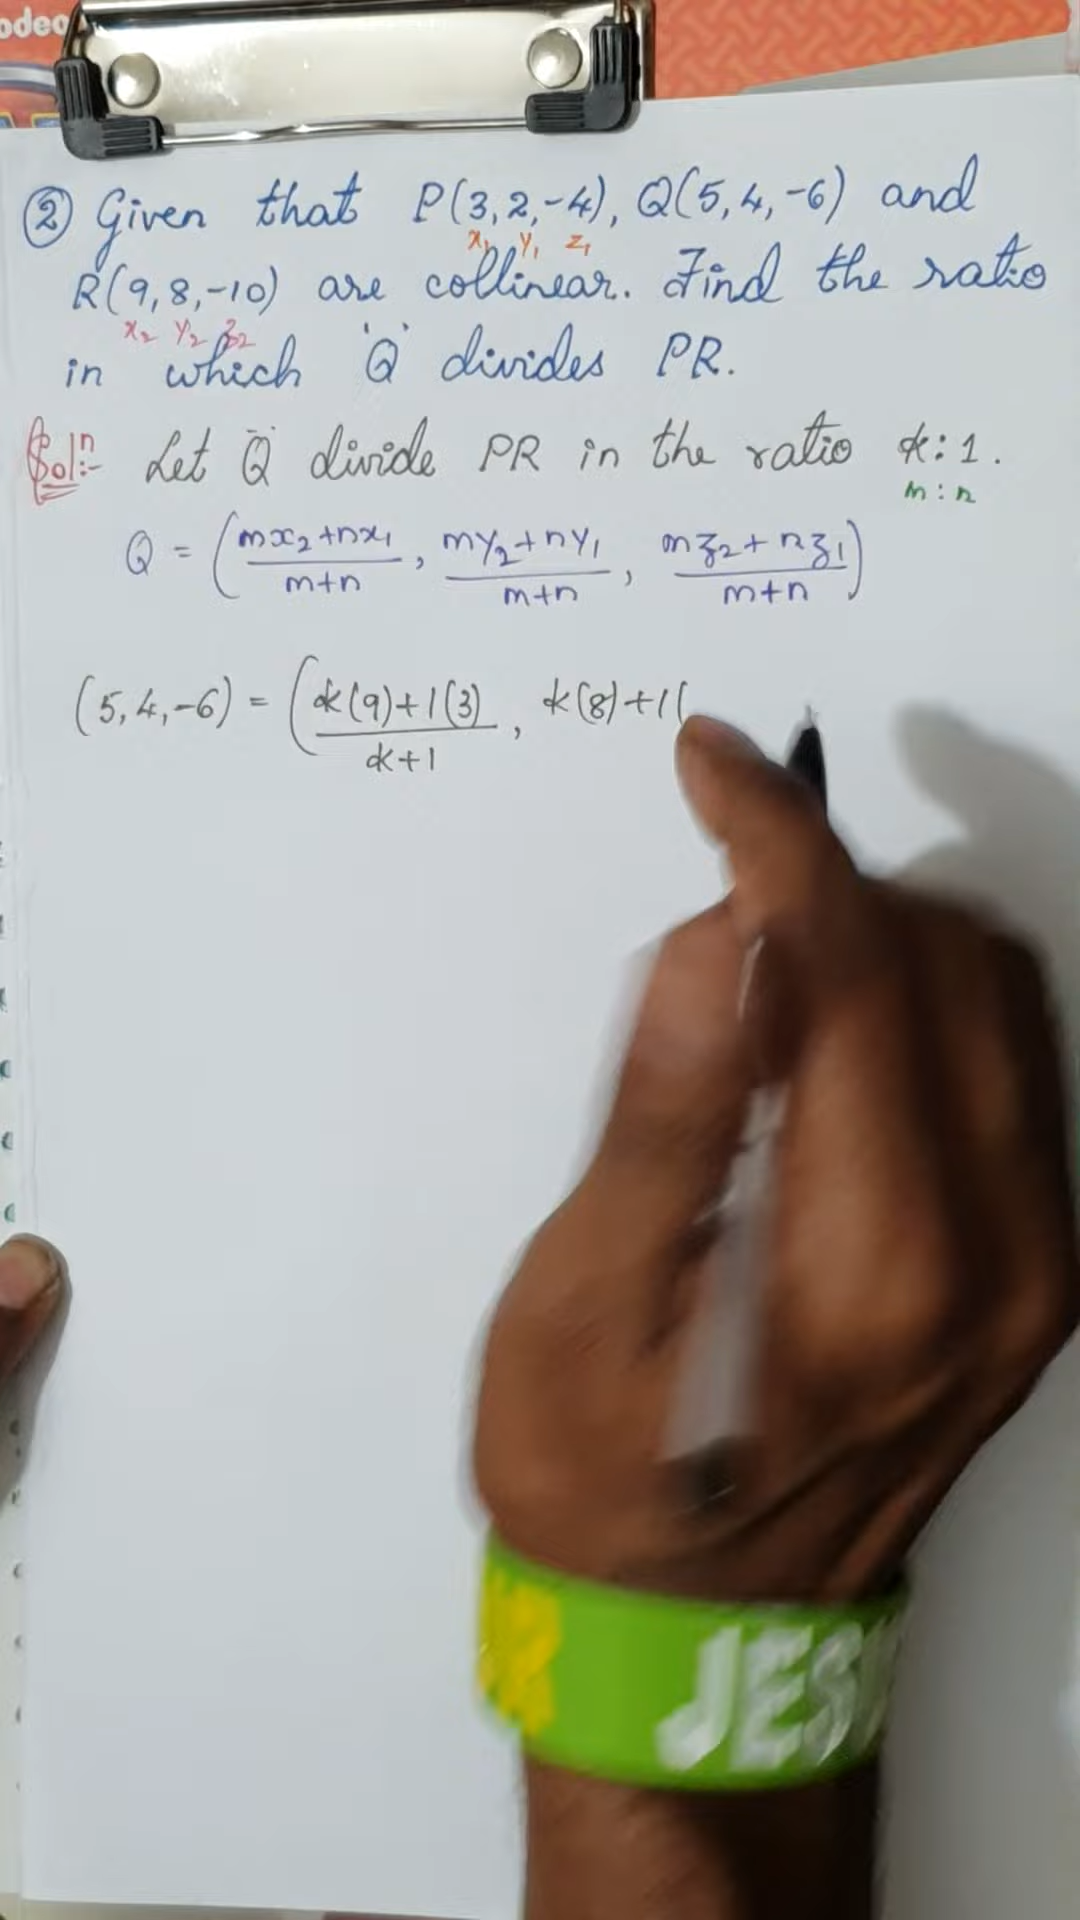 odeo
② Given that P(3,2,-4), Q(5,4,-6) and
x₁ y₁ z₁
R(9,8,-10) are collinear. Find the ratio
x₂ y₂ z₂
in which 'Q' divides PR.
Solⁿ:- Let Q divide PR in the ratio k:1.
m:n
Q = (mx₂+nx₁/m+n, my₂+ny₁/m+n, mz₂+nz₁/m+n)
(5,4,-6) = (k(9)+1(3)/k+1, k(8)+1(
JES